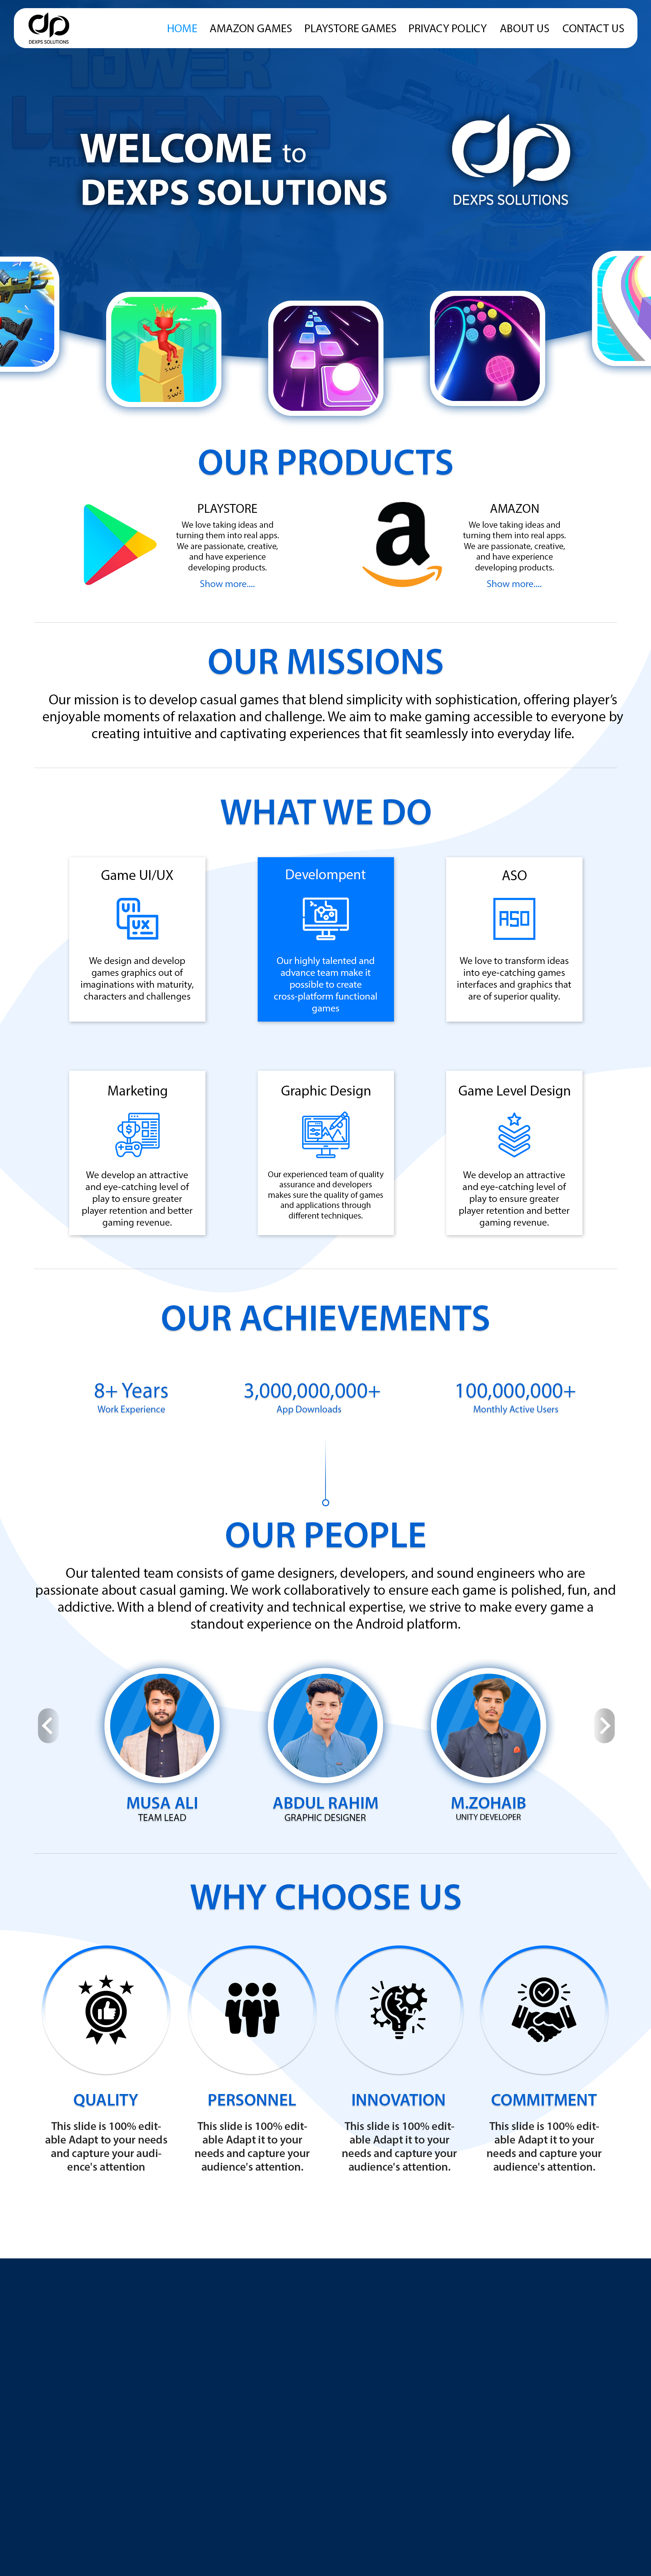 DEXPS SOLUTIONS
HOME AMAZON GAMES PLAYSTORE GAMES PRIVACY POLICY ABOUT US CONTACT US
TOWER
LEGENDS
WELCOME to
DEXPS SOLUTIONS
dp
DEXPS SOLUTIONS
OUR PRODUCTS
PLAYSTORE
We love taking ideas and
turning them into real apps.
We are passionate, creative,
and have experience
developing products.
Show more....
a
AMAZON
We love taking ideas and
turning them into real apps.
We are passionate, creative,
and have experience
developing products.
Show more....
OUR MISSIONS
Our mission is to develop casual games that blend simplicity with sophistication, offering player’s
enjoyable moments of relaxation and challenge. We aim to make gaming accessible to everyone by
creating intuitive and captivating experiences that fit seamlessly into everyday life.
WHAT WE DO
Game UI/UX
UI
UX
We design and develop
games graphics out of
imaginations with maturity,
characters and challenges
Develompent
Our highly talented and
advance team make it
possible to create
cross-platform functional
games
ASO
ASO
We love to transform ideas
into eye-catching games
interfaces and graphics that
are of superior quality.
Marketing
We develop an attractive
and eye-catching level of
play to ensure greater
player retention and better
gaming revenue.
Graphic Design
Our experienced team of quality
assurance and developers
makes sure the quality of games
and applications through
different techniques.
Game Level Design
We develop an attractive
and eye-catching level of
play to ensure greater
player retention and better
gaming revenue.
OUR ACHIEVEMENTS
8+ Years
Work Experience
3,000,000,000+
App Downloads
100,000,000+
Monthly Active Users
OUR PEOPLE
Our talented team consists of game designers, developers, and sound engineers who are
passionate about casual gaming. We work collaboratively to ensure each game is polished, fun, and
addictive. With a blend of creativity and technical expertise, we strive to make every game a
standout experience on the Android platform.
MUSA ALI
TEAM LEAD
ABDUL RAHIM
GRAPHIC DESIGNER
M.ZOHAIB
UNITY DEVELOPER
WHY CHOOSE US
QUALITY
This slide is 100% edit-
able Adapt to your needs
and capture your audi-
ence's attention
PERSONNEL
This slide is 100% edit-
able Adapt it to your
needs and capture your
audience's attention.
INNOVATION
This slide is 100% edit-
able Adapt it to your
needs and capture your
audience's attention.
COMMITMENT
This slide is 100% edit-
able Adapt it to your
needs and capture your
audience's attention.